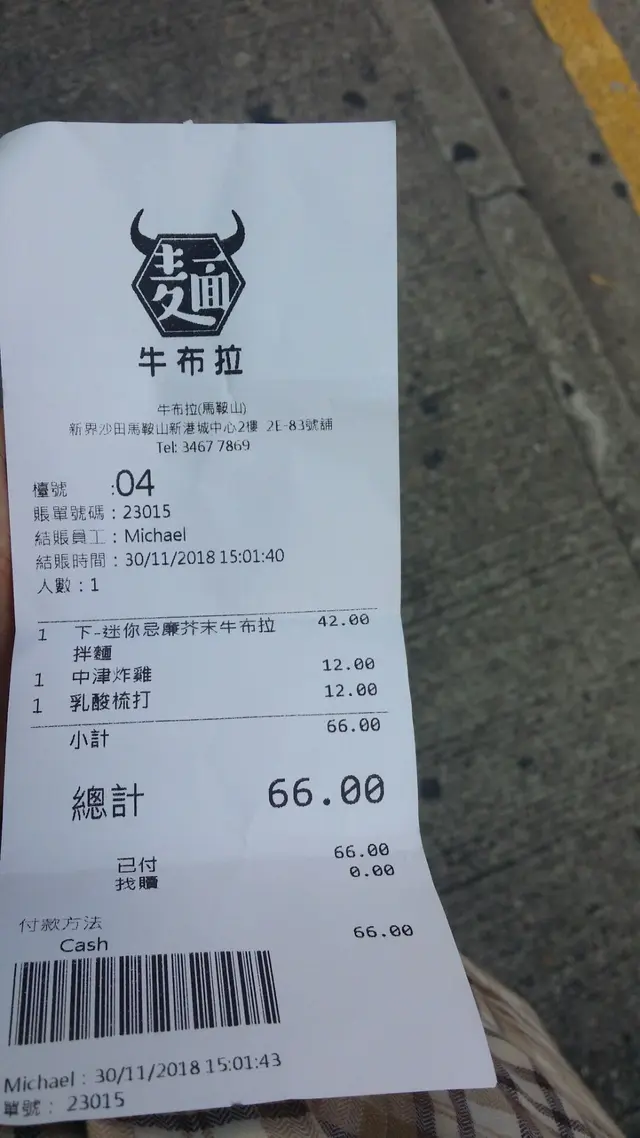 麵
牛布拉
牛布拉(馬鞍山)
新界沙田馬鞍山新港城中心2樓 2E-83號舖
Tel: 3467 7869
檯號 :04
賬單號碼 : 23015
結賬員工 : Michael
結賬時間 : 30/11/2018 15:01:40
人數 : 1
1 下-迷你忌廉芥末牛布拉 42.00
拌麵
1 中津炸雞 12.00
1 乳酸梳打 12.00
小計 66.00
總計 66.00
已付 66.00
找贖 0.00
付款方法
Cash 66.00
Michael : 30/11/2018 15:01:43
單號 : 23015